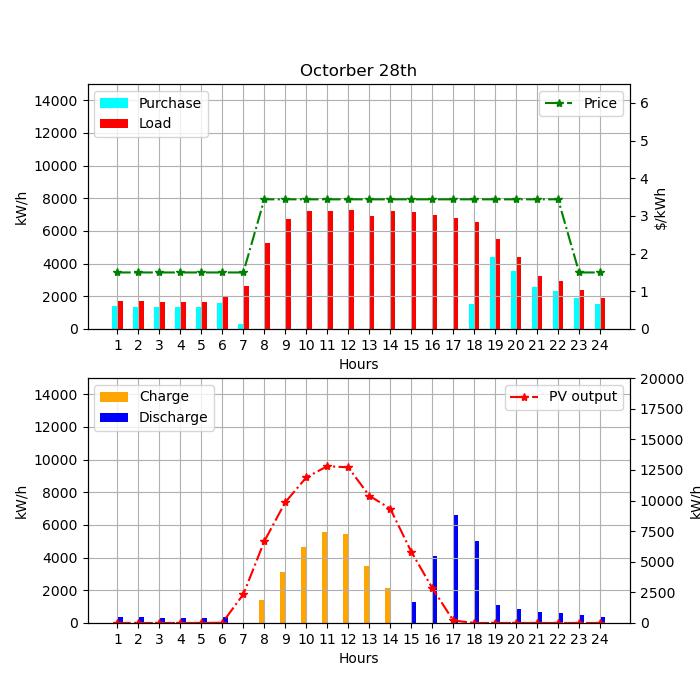 Octorber 28th
Purchase
Load
Price
14000
12000
10000
8000
6000
4000
2000
0
kW/h
6
5
4
3
2
1
0
$/kWh
1 2 3 4 5 6 7 8 9 10 11 12 13 14 15 16 17 18 19 20 21 22 23 24
Hours
Charge
Discharge
PV output
14000
12000
10000
8000
6000
4000
2000
0
kW/h
20000
17500
15000
12500
10000
7500
5000
2500
0
kW/h
1 2 3 4 5 6 7 8 9 10 11 12 13 14 15 16 17 18 19 20 21 22 23 24
Hours